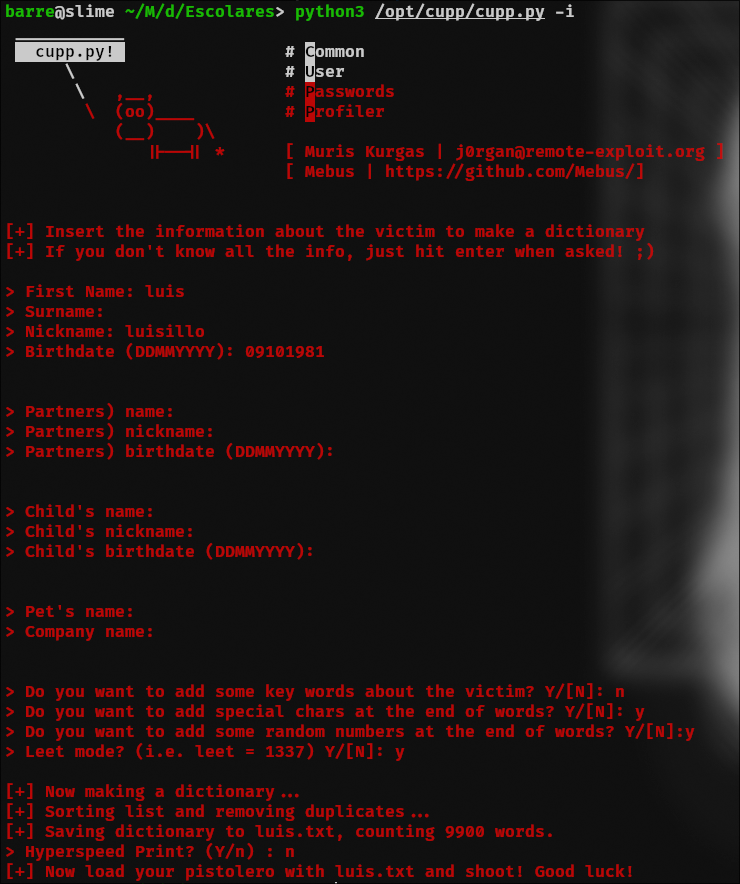 barre@slime ~/M/d/Escolares> python3 /opt/cupp/cupp.py -i
 ___________
   cupp.py!                 # Common
      \                     # User
       \   ,__,             # Passwords
        \  (oo)____         # Profiler
           (__)    )\
              ||--|| *      [ Muris Kurgas | j0rgan@remote-exploit.org ]
                            [ Mebus | https://github.com/Mebus/]
[+] Insert the information about the victim to make a dictionary
[+] If you don't know all the info, just hit enter when asked! ;)
> First Name: luis
> Surname:
> Nickname: luisillo
> Birthdate (DDMMYYYY): 09101981
> Partners) name:
> Partners) nickname:
> Partners) birthdate (DDMMYYYY):
> Child's name:
> Child's nickname:
> Child's birthdate (DDMMYYYY):
> Pet's name:
> Company name:
> Do you want to add some key words about the victim? Y/[N]: n
> Do you want to add special chars at the end of words? Y/[N]: y
> Do you want to add some random numbers at the end of words? Y/[N]:y
> Leet mode? (i.e. leet = 1337) Y/[N]: y
[+] Now making a dictionary...
[+] Sorting list and removing duplicates...
[+] Saving dictionary to luis.txt, counting 9900 words.
> Hyperspeed Print? (Y/n) : n
[+] Now load your pistolero with luis.txt and shoot! Good luck!